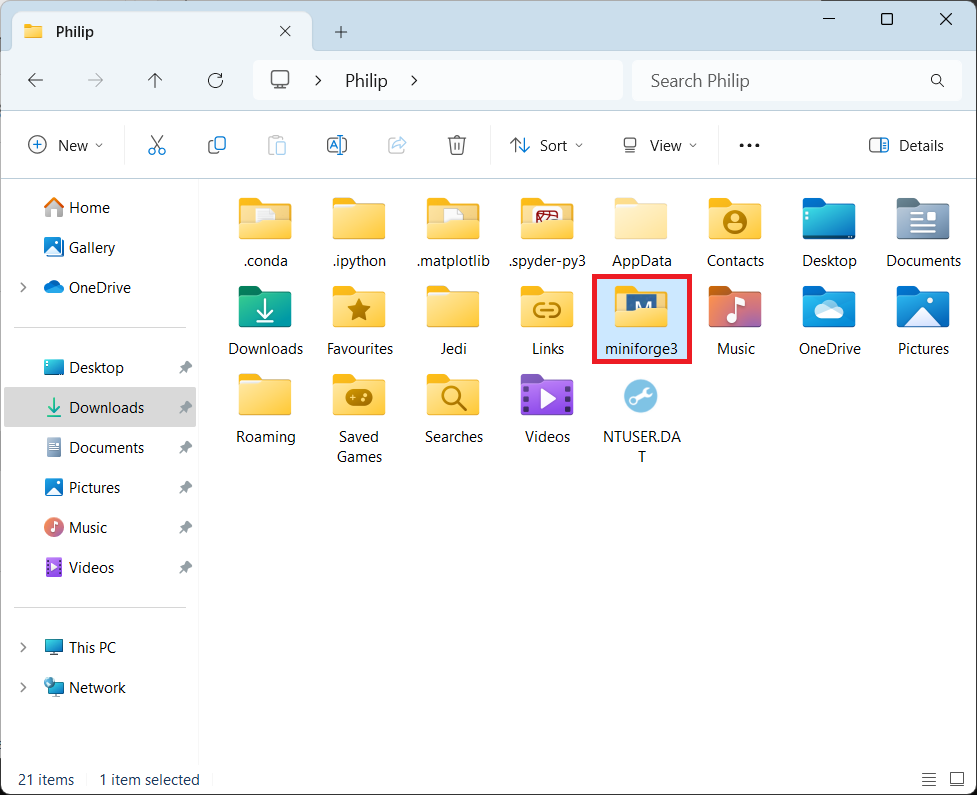 Philip
Philip
Search Philip
New
Sort
View
Details
Home
Gallery
OneDrive
Desktop
Downloads
Documents
Pictures
Music
Videos
This PC
Network
.conda
.ipython
.matplotlib
.spyder-py3
AppData
Contacts
Desktop
Documents
Downloads
Favourites
Jedi
Links
M
miniforge3
Music
OneDrive
Pictures
Roaming
Saved
Games
Searches
Videos
NTUSER.DA
T
21 items
1 item selected